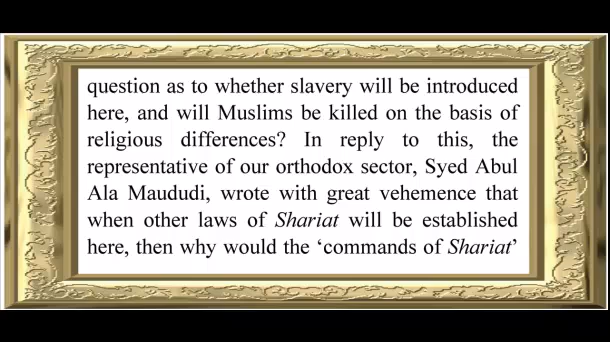 question as to whether slavery will be introduced
here, and will Muslims be killed on the basis of
religious differences? In reply to this, the
representative of our orthodox sector, Syed Abul
Ala Maududi, wrote with great vehemence that
when other laws of Shariat will be established
here, then why would the ‘commands of Shariat’